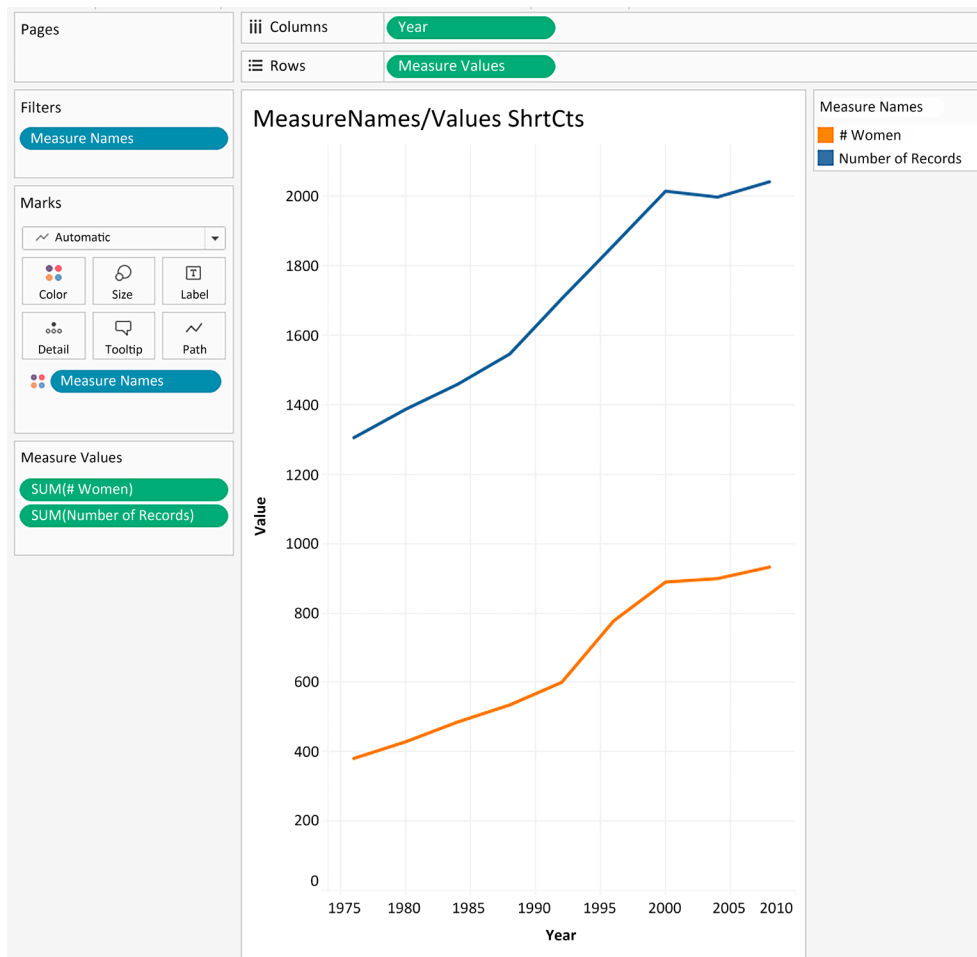 Pages
Columns
Year
Rows
Measure Values
Filters
Measure Names
Marks
Automatic
Color
Size
Label
Detail
Tooltip
Path
Measure Names
Measure Values
SUM(# Women)
SUM(Number of Records)
MeasureNames/Values ShrtCts
2000
1800
1600
1400
1200
1000
800
600
400
200
0
Value
1975 1980 1985 1990 1995 2000 2005 2010
Year
Measure Names
# Women
Number of Records